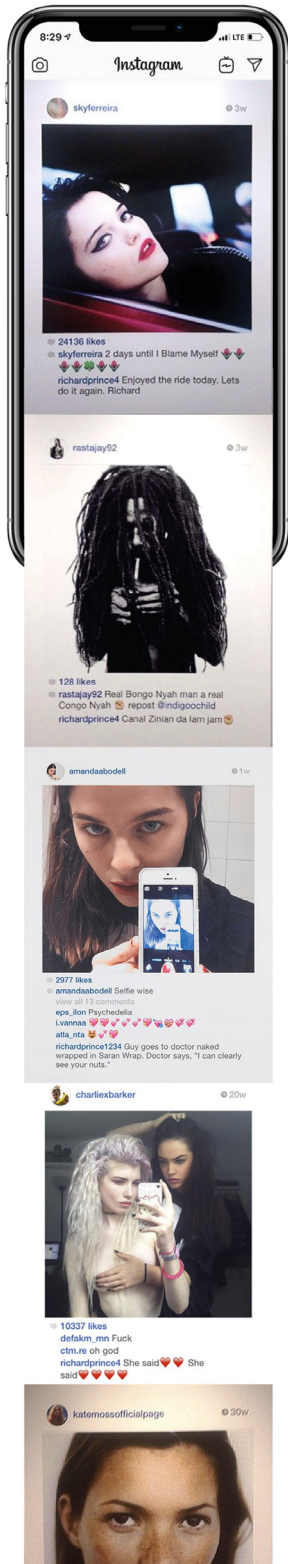 8:29
LTE
Instagram
skyferreira
3w
24136 likes
skyferreira 2 days until I Blame Myself 🌷🌷
🌷🌷🍀🌷🌷🌷
richardprince4 Enjoyed the ride today. Lets
do it again. Richard
rastajay92
3w
128 likes
rastajay92 Real Bongo Nyah man a real
Congo Nyah repost @indigoochild
richardprince4 Canal Zinian da lam jam
amandaabodell
1w
2977 likes
amandaabodell Selfie wise
view all 13 comments
eps_ilon Psychedelia
i.vannaa
atla_nta
richardprince1234 Guy goes to doctor naked
wrapped in Saran Wrap. Doctor says, "I can clearly
see your nuts."
charliexbarker
20w
10337 likes
defakm_mn Fuck
ctm.re oh god
richardprince4 She said❤️❤️ She
said❤️❤️❤️❤️
katemossofficialpage
30w